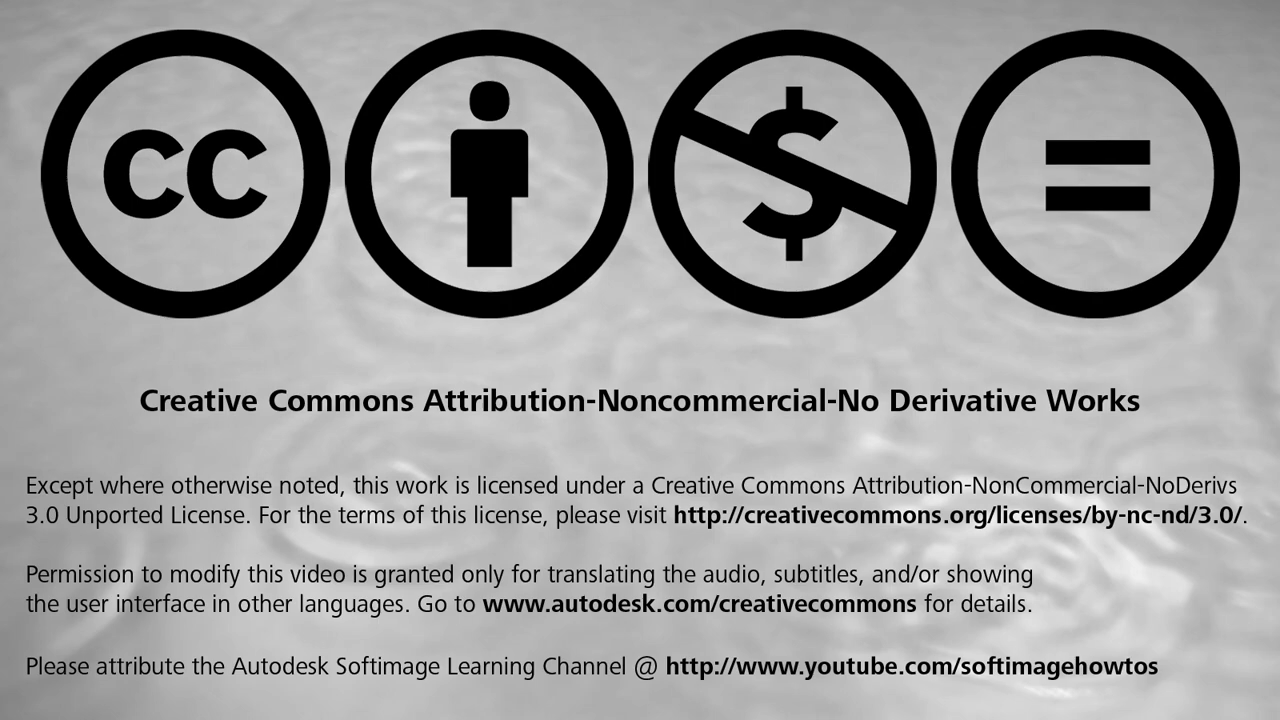 cc
$
=
Creative Commons Attribution-Noncommercial-No Derivative Works
Except where otherwise noted, this work is licensed under a Creative Commons Attribution-NonCommercial-NoDerivs
3.0 Unported License. For the terms of this license, please visit http://creativecommons.org/licenses/by-nc-nd/3.0/.
Permission to modify this video is granted only for translating the audio, subtitles, and/or showing
the user interface in other languages. Go to www.autodesk.com/creativecommons for details.
Please attribute the Autodesk Softimage Learning Channel @ http://www.youtube.com/softimagehowtos